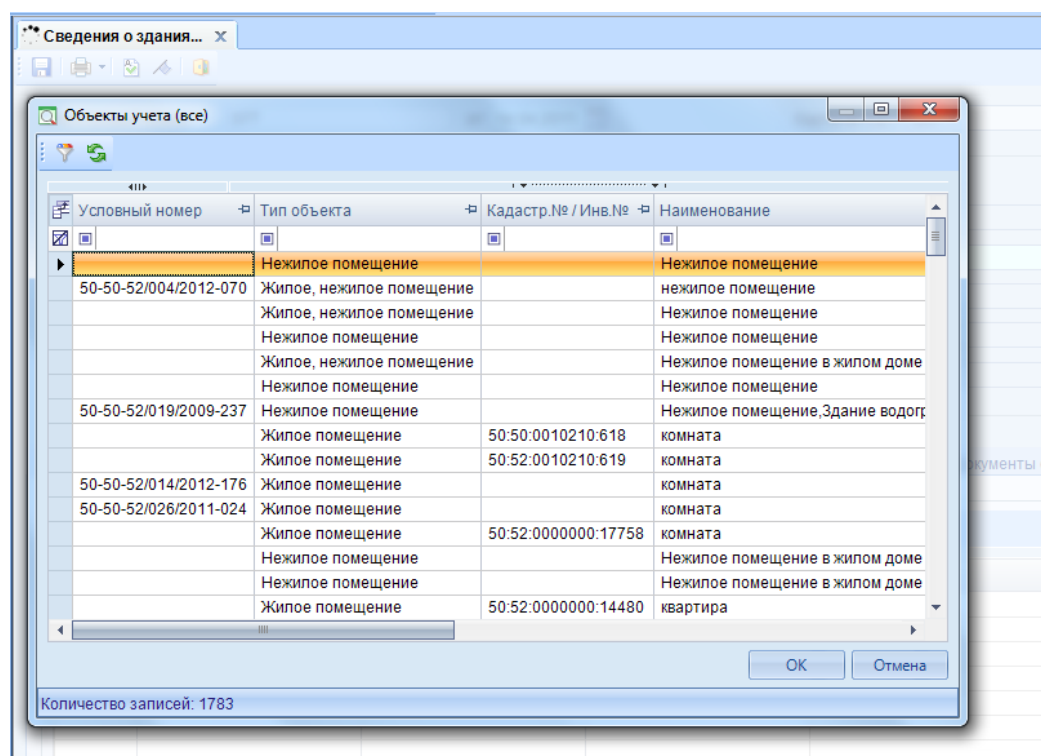 Сведения о здания...
Объекты учета (все)
Условный номер Тип объекта Кадастр.№ / Инв.№ Наименование
Нежилое помещение Нежилое помещение
50-50-52/004/2012-070 Жилое, нежилое помещение нежилое помещение
Жилое, нежилое помещение Нежилое помещение
Нежилое помещение Нежилое помещение
Жилое, нежилое помещение Нежилое помещение в жилом доме
Нежилое помещение Нежилое помещение
50-50-52/019/2009-237 Нежилое помещение Нежилое помещение,Здание водогр
Жилое помещение 50:50:0010210:618 комната
Жилое помещение 50:52:0010210:619 комната
окументы
50-50-52/014/2012-176 Жилое помещение комната
50-50-52/026/2011-024 Жилое помещение комната
Жилое помещение 50:52:0000000:17758 комната
Нежилое помещение Нежилое помещение в жилом доме
Нежилое помещение Нежилое помещение в жилом доме
Жилое помещение 50:52:0000000:14480 квартира
ОК Отмена
Количество записей: 1783